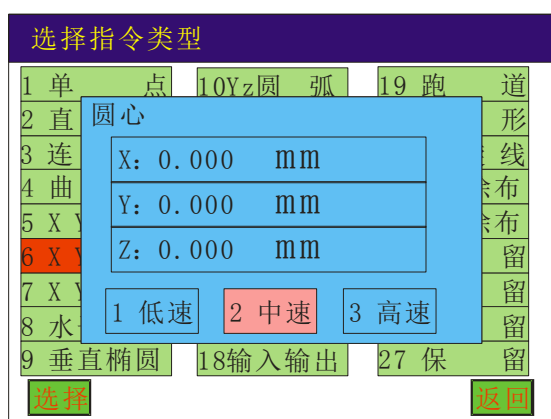 选择指令类型
1 单 点 10Yz圆 弧 19 跑 道
2 直 形
3 连 线
4 曲 布
5 X Y 布
6 X Y 留
7 X Y 留
8 水 留
9 垂直椭圆 18输入输出 27 保 留
圆心
X: 0.000 mm
Y: 0.000 mm
Z: 0.000 mm
1 低速 2 中速 3 高速
选择 返回